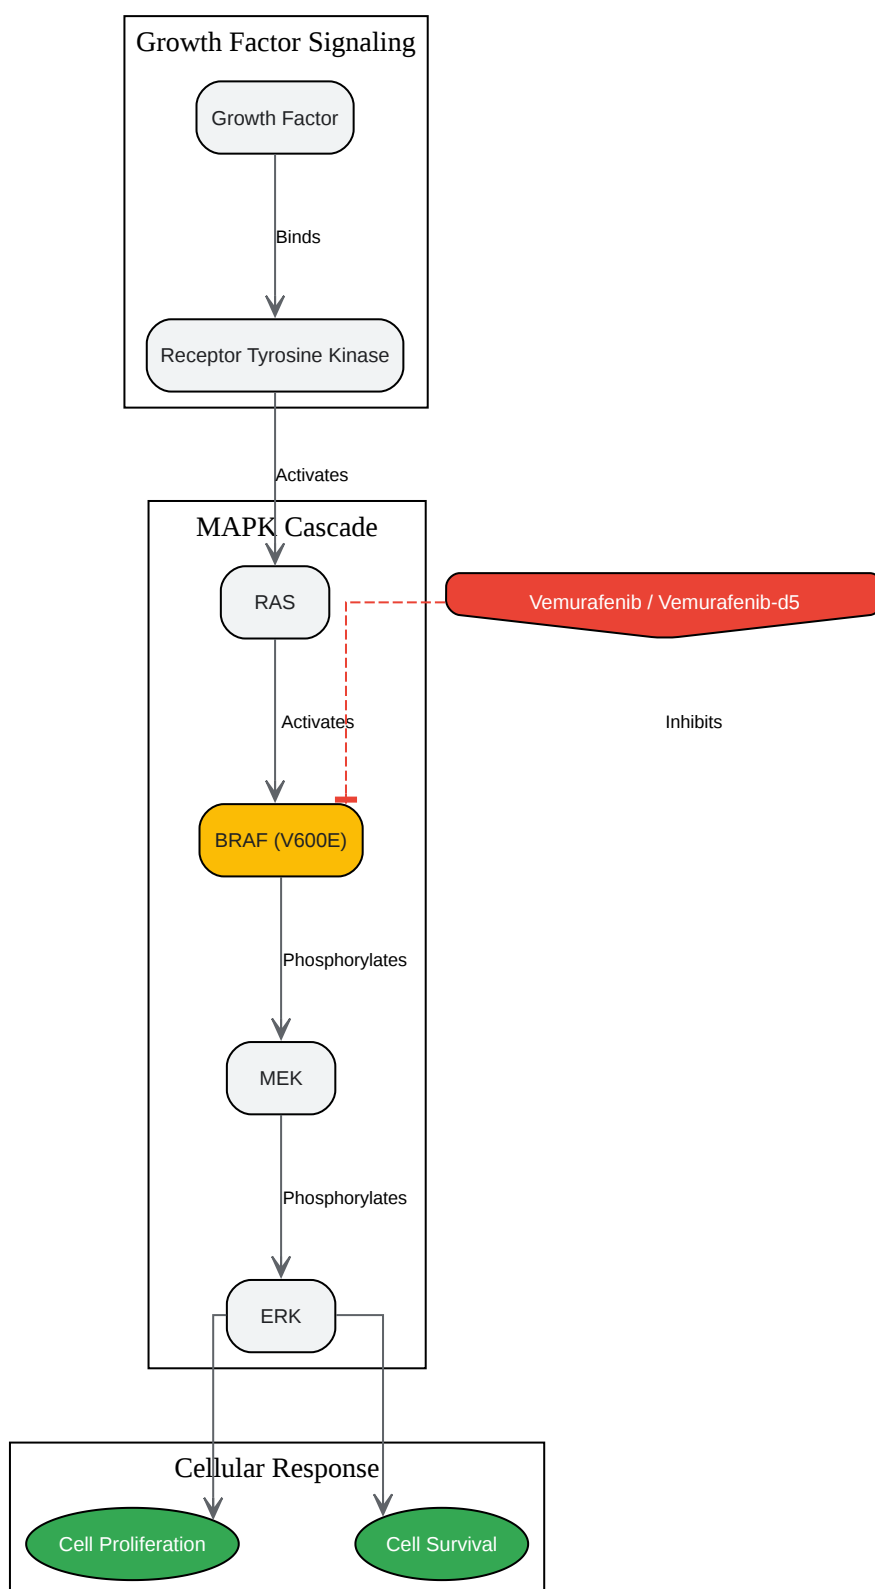 Growth Factor Signaling
Growth Factor
Binds
Receptor Tyrosine Kinase
Activates
MAPK Cascade
RAS
Vemurafenib / Vemurafenib-d5
Activates
Inhibits
BRAF (V600E)
Phosphorylates
MEK
Phosphorylates
ERK
Cellular Response
Cell Proliferation
Cell Survival